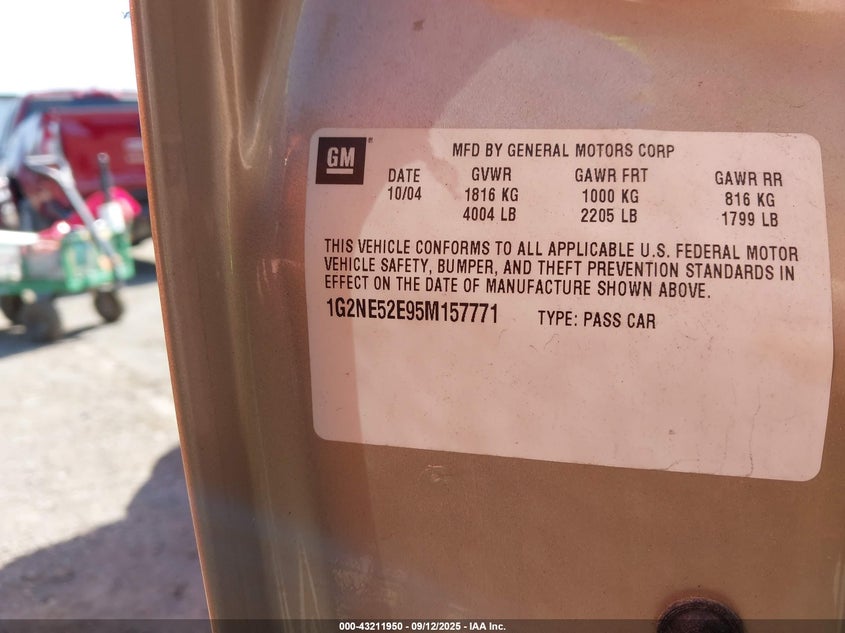 GM
MFD BY GENERAL MOTORS CORP
DATE GVWR GAWR FRT GAWR RR
10/04 1816 KG 1000 KG 816 KG
4004 LB 2205 LB 1799 LB
THIS VEHICLE CONFORMS TO ALL APPLICABLE U.S. FEDERAL MOTOR
VEHICLE SAFETY, BUMPER, AND THEFT PREVENTION STANDARDS IN
EFFECT ON THE DATE OF MANUFACTURE SHOWN ABOVE.
1G2NE52E95M157771 TYPE: PASS CAR
000-43211950 - 09/12/2025 - IAA Inc.